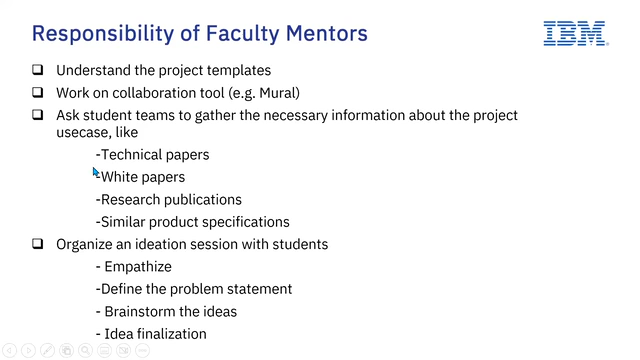 Responsibility of Faculty Mentors
IBM
Understand the project templates
Work on collaboration tool (e.g. Mural)
Ask student teams to gather the necessary information about the project
usecase, like
-Technical papers
-White papers
-Research publications
-Similar product specifications
Organize an ideation session with students
- Empathize
-Define the problem statement
- Brainstorm the ideas
- Idea finalization